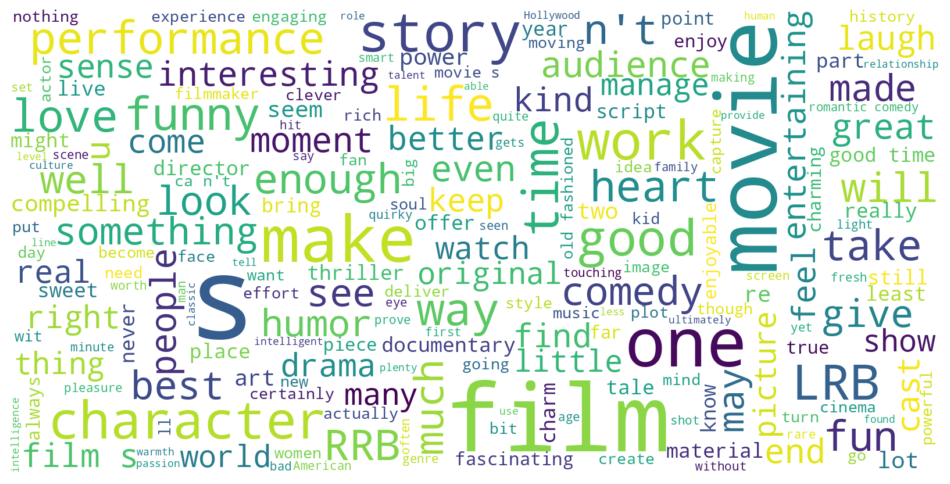 nothing
experience
engaging
role
Hollywood
human
performance
story
year
n't
point
history
moving
enjoy
laugh
actor
sense
interesting
smart
power
movie s
audience
movie
entertaining
part
relationship
set
live
filmmaker
clever
talent
able
making
manage
made
love
funny
seem
hit
rich
life
quite
kind
script
provide
romantic comedy
might
u
come
moment
better
gets
time
work
capture
great
level
scene
say
fan
big
old fashioned
idea
family
charming
good time
culture
director
ca n't
even
heart
well
look
enough
soul
keep
two
feel
will
compelling
bring
quirky
offer
seen
kid
enjoyable
really
put
something
make
watch
good
light
day
line
become
face
tell
original
touching
image
take
real
people
s
want
thriller
comedy
screen
fresh
still
sweet
need
man
classic
effort
see
eye
deliver
style
music
less
plot
though
re
least
worth
right
never
humor
way
prove
one
ultimately
give
wit
intelligent
first
find
far
picture
yet
true
show
minute
place
piece
documentary
thing
drama
going
little
tale
mind
LRB
pleasure
best
art
new
plenty
much
film
charm
know
may
turn
cinema
cast
powerful
always
certainly
many
use
age
shot
rare
found
character
actually
bit
end
fun
intelligence
ll
RRB
often
create
material
go
film s
warmth
world
women
genre
fascinating
without
lot
passion
bad
American